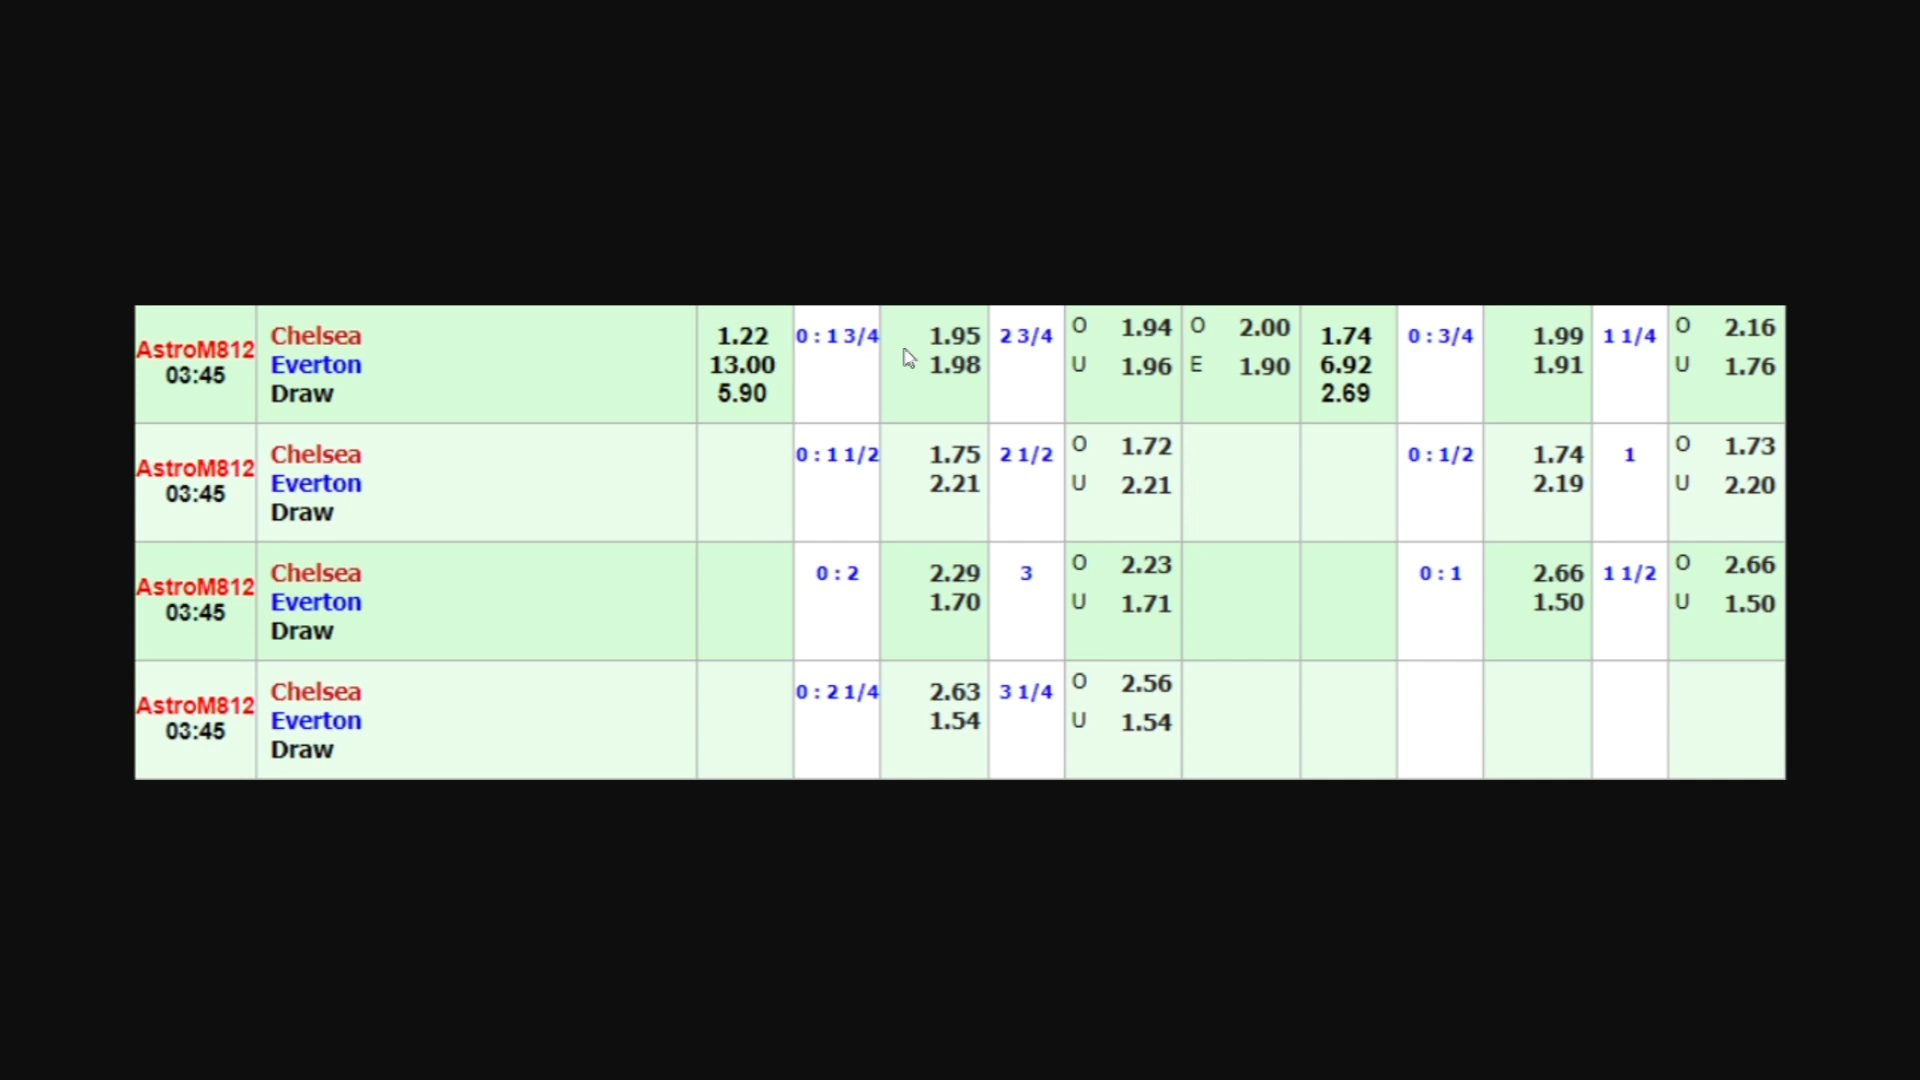 AstroM812 03:45
Chelsea 1.22 0 : 1 3/4 1.95 2 3/4 O 1.94 O 2.00 1.74 0 : 3/4 1.99 1 1/4 O 2.16
Everton 13.00 1.98 U 1.96 E 1.90 6.92 1.91 U 1.76
Draw 5.90 2.69
AstroM812 03:45
Chelsea 0 : 1 1/2 1.75 2 1/2 O 1.72 0 : 1/2 1.74 1 O 1.73
Everton 2.21 U 2.21 2.19 U 2.20
Draw
AstroM812 03:45
Chelsea 0 : 2 2.29 3 O 2.23 0 : 1 2.66 1 1/2 O 2.66
Everton 1.70 U 1.71 1.50 U 1.50
Draw
AstroM812 03:45
Chelsea 0 : 2 1/4 2.63 3 1/4 O 2.56
Everton 1.54 U 1.54
Draw